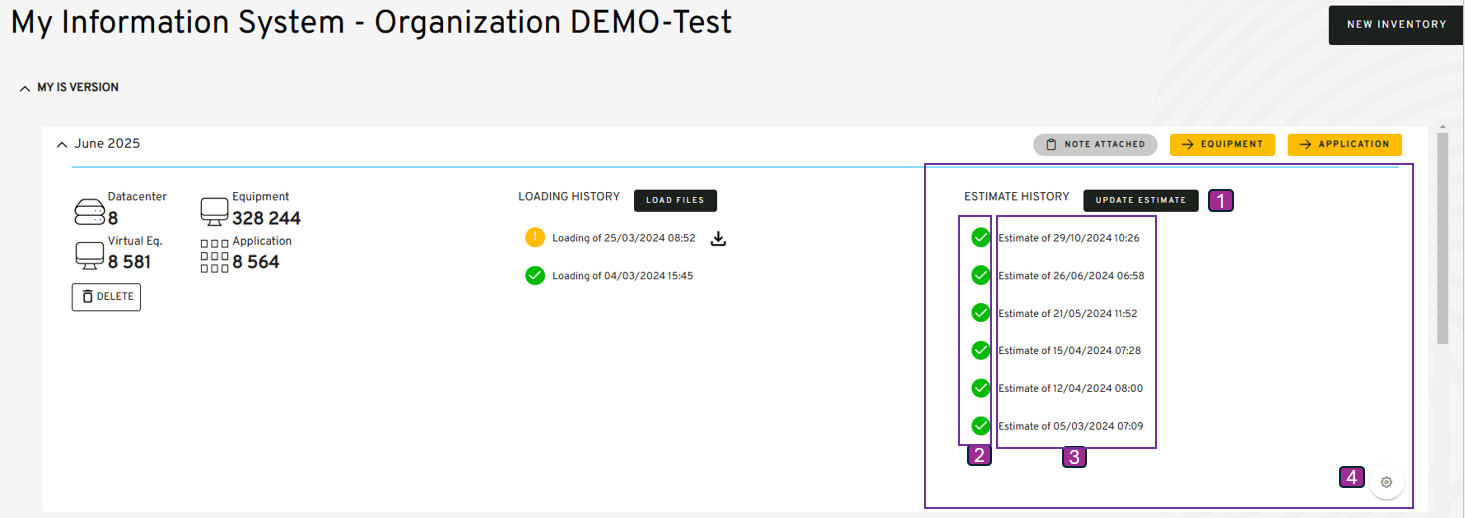 My Information System - Organization DEMO-Test
NEW INVENTORY
MY IS VERSION
June 2025
NOTE ATTACHED
EQUIPMENT
APPLICATION
Datacenter
8
Equipment
328 244
Virtual Eq.
8 581
Application
8 564
DELETE
LOADING HISTORY
LOAD FILES
Loading of 25/03/2024 08:52
Loading of 04/03/2024 15:45
ESTIMATE HISTORY
UPDATE ESTIMATE
1
Estimate of 29/10/2024 10:26
Estimate of 26/06/2024 06:58
Estimate of 21/05/2024 11:52
Estimate of 15/04/2024 07:28
Estimate of 12/04/2024 08:00
Estimate of 05/03/2024 07:09
2
3
4